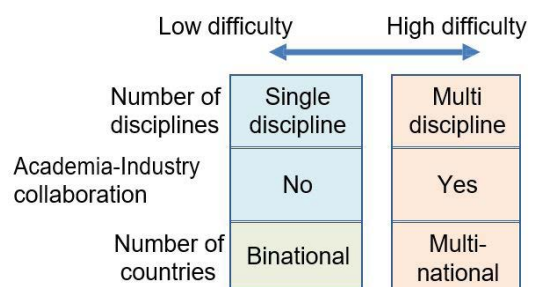 Low difficulty High difficulty
Number of disciplines
Single discipline
Multi discipline
Academia-Industry collaboration
No
Yes
Number of countries
Binational
Multi-national